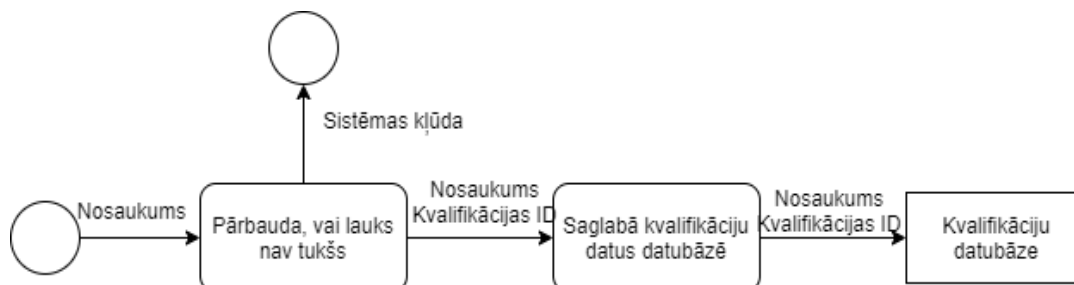 Sistēmas kļūda
Nosaukums
Pārbauda, vai lauks
nav tukšs
Nosaukums
Kvalifikācijas ID
Saglabā kvalifikāciju
datus datubāzē
Nosaukums
Kvalifikācijas ID
Kvalifikāciju
datubāze